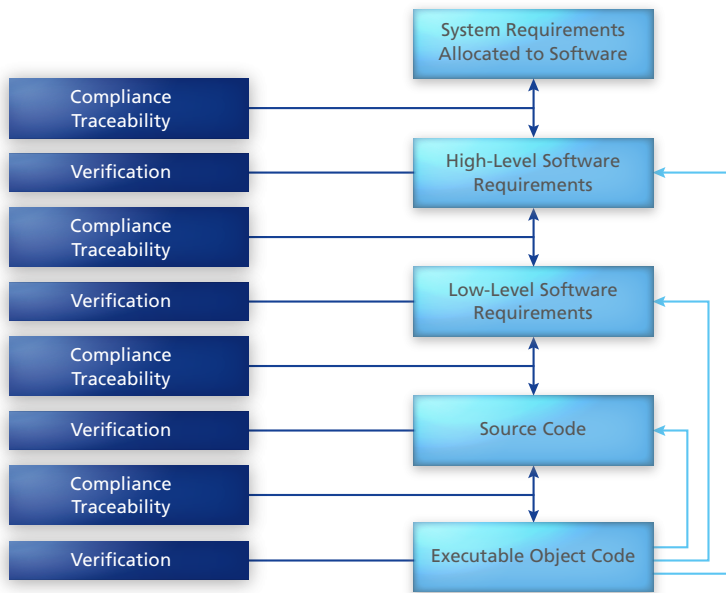 System Requirements
Allocated to Software
Compliance
Traceability
High-Level Software
Requirements
Verification
Compliance
Traceability
Low-Level Software
Requirements
Verification
Compliance
Traceability
Source Code
Verification
Compliance
Traceability
Executable Object Code
Verification